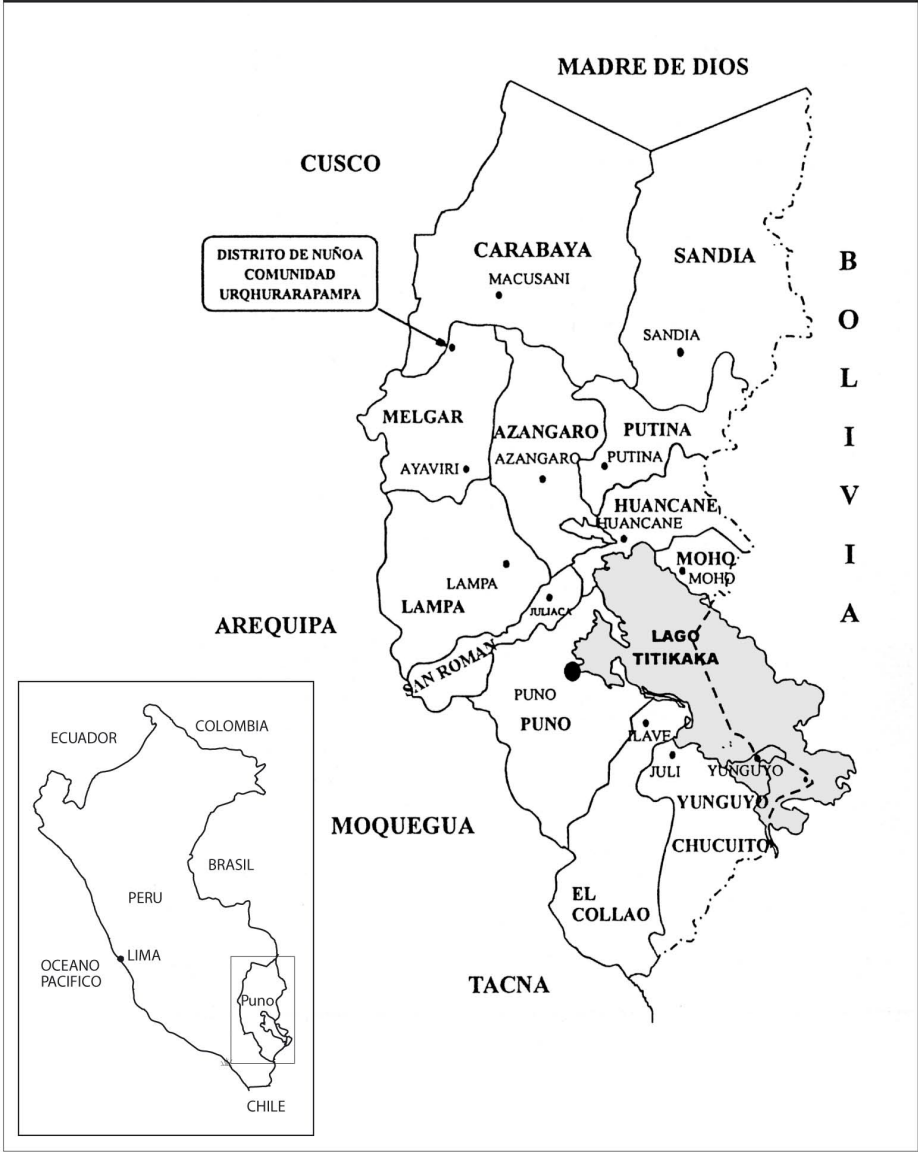 MADRE DE DIOS
CUSCO
DISTRITO DE NUÑOA
COMUNIDAD
URQHURARAPAMPA
CARABAYA
MACUSANI
SANDIA
SANDIA
B
O
L
I
V
I
A
MELGAR
AYAVIRI
AZANGARO
AZANGARO
PUTINA
PUTINA
HUANCANE
HUANCANE
MOHO
MOHO
LAMPA
LAMPA
JULIACA
SAN ROMAN
AREQUIPA
LAGO
TITIKAKA
PUNO
PUNO
ILAVE
JULI
YUNGUYO
YUNGUYO
CHUCUITO
MOQUEGUA
EL
COLLAO
TACNA
ECUADOR
COLOMBIA
BRASIL
PERU
LIMA
OCEANO
PACIFICO
Puno
CHILE